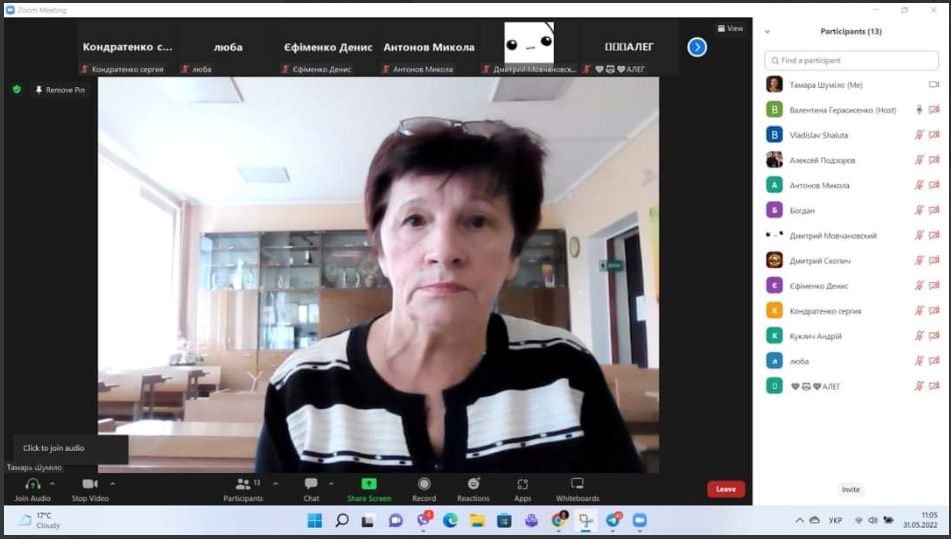 Zoom Meeting
Кондратенко с...
люба
Єфіменко Денис
Антонов Микола
АЛЕГ
View
Кондратенко сергия
люба
Єфіменко Денис
Антонов Микола
Дмитрий Мовчановск...
АЛЕГ
Remove Pin
Click to join audio
Тамара Шуміло
Join Audio
Stop Video
Participants
13
Chat
Share Screen
Record
Reactions
Apps
Whiteboards
Leave
Participants (13)
Find a participant
Тамара Шуміло (Me)
В Валентина Герасисенко (Host)
V Vladislav Shaluta
Алексей Подзоров
А Антонов Микола
Б Богдан
Дмитрий Мовчановский
Дмитрий Скопич
Є Єфіменко Денис
К Кондратенко сергия
К Куклич Андрій
л люба
АЛЕГ
Invite
17°C
Cloudy
УКР
11:05
31.05.2022